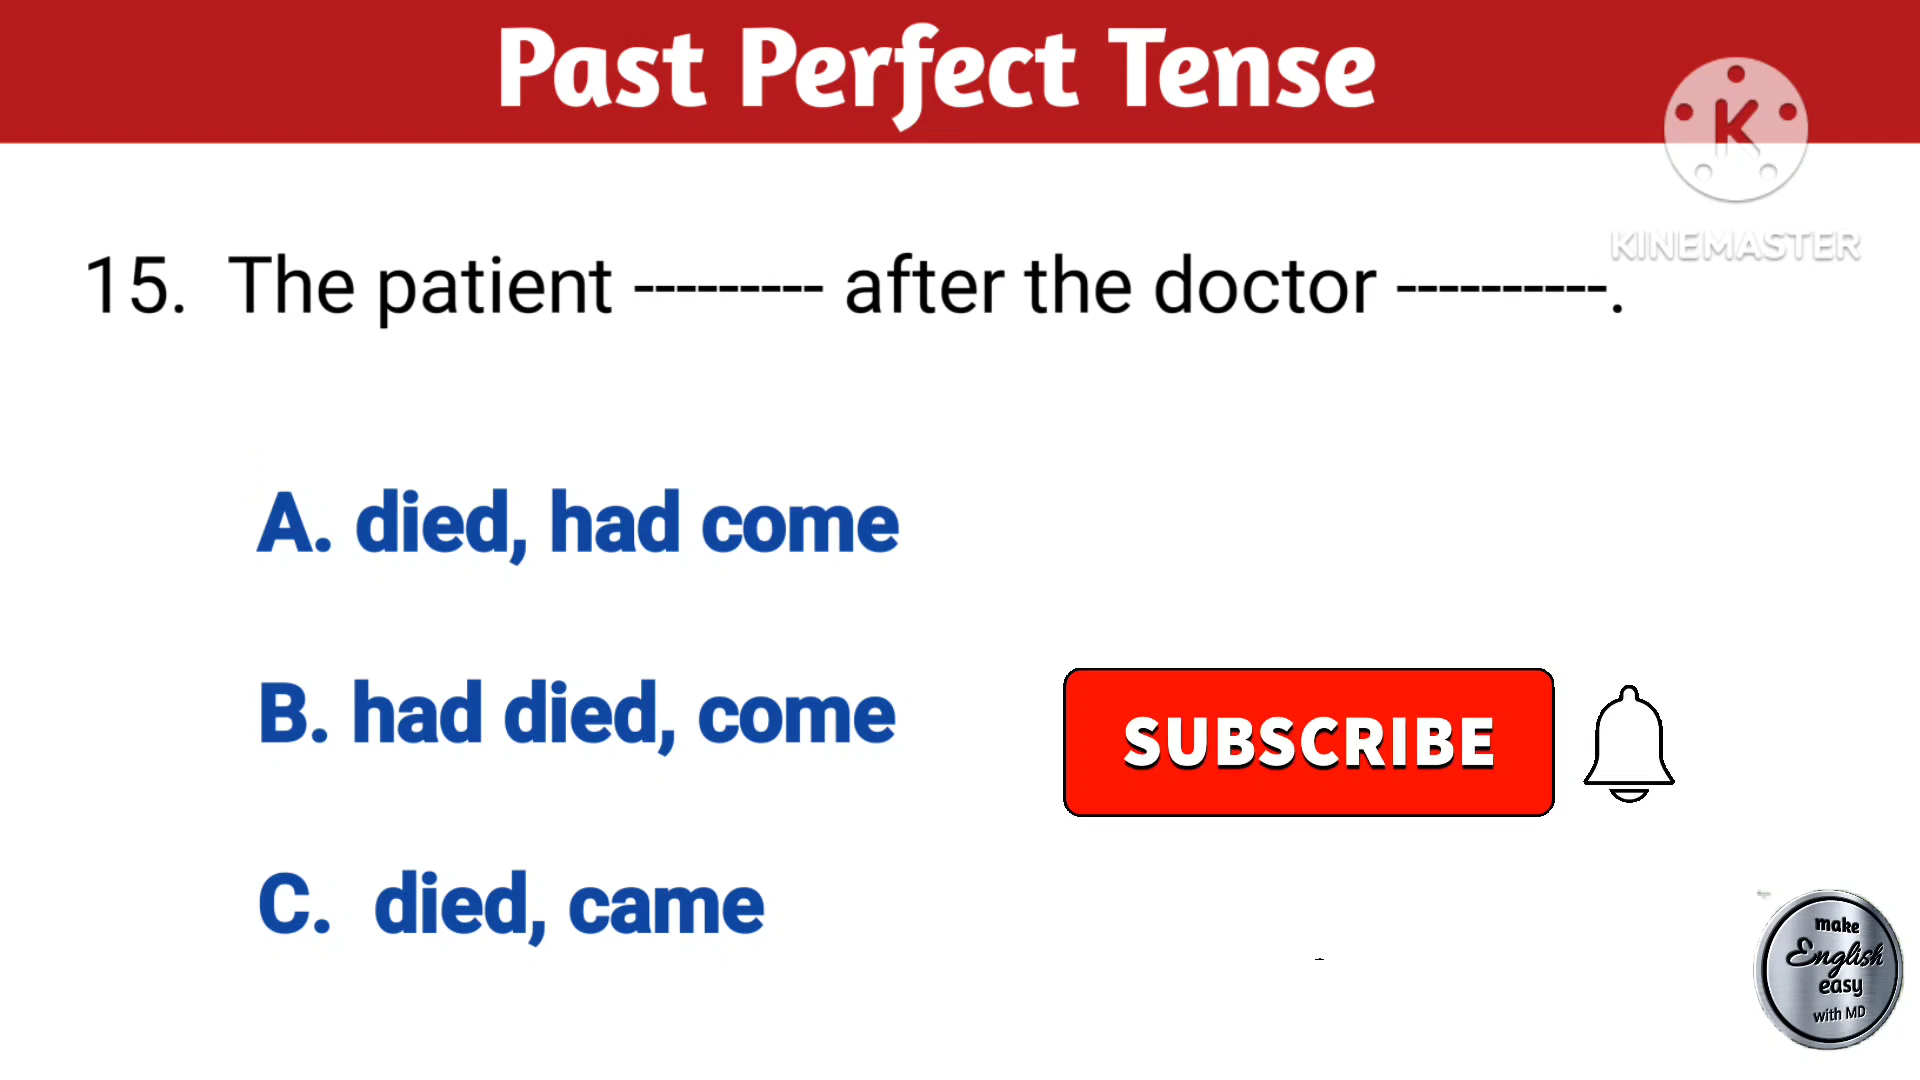 Past Perfect Tense
K
KINEMASTER
15. The patient --------- after the doctor ----------.
A. died, had come
B. had died, come
SUBSCRIBE
C. died, came
make
English
easy
with MD